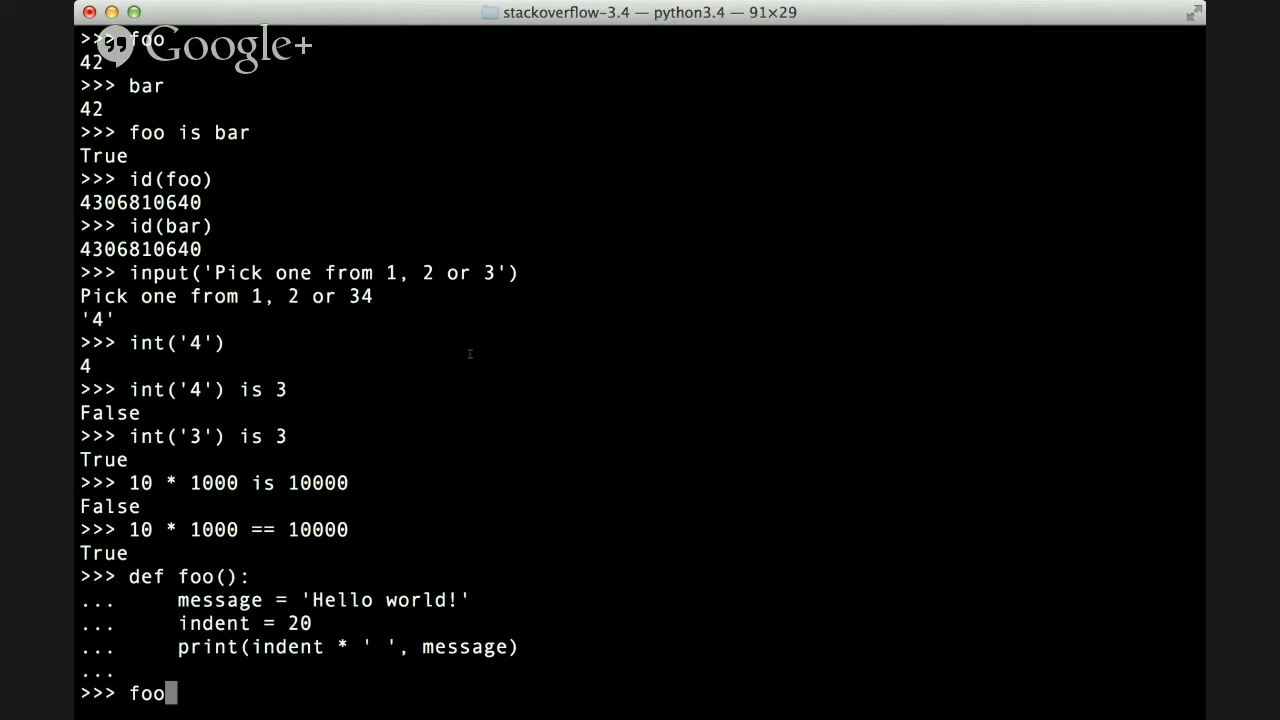 stackoverflow-3.4 — python3.4 — 91×29
>>> foo
Google+
42
>>> bar
42
>>> foo is bar
True
>>> id(foo)
4306810640
>>> id(bar)
4306810640
>>> input('Pick one from 1, 2 or 3')
Pick one from 1, 2 or 34
'4'
>>> int('4')
4
>>> int('4') is 3
False
>>> int('3') is 3
True
>>> 10 * 1000 is 10000
False
>>> 10 * 1000 == 10000
True
>>> def foo():
...     message = 'Hello world!'
...     indent = 20
...     print(indent * ' ', message)
...
>>> foo